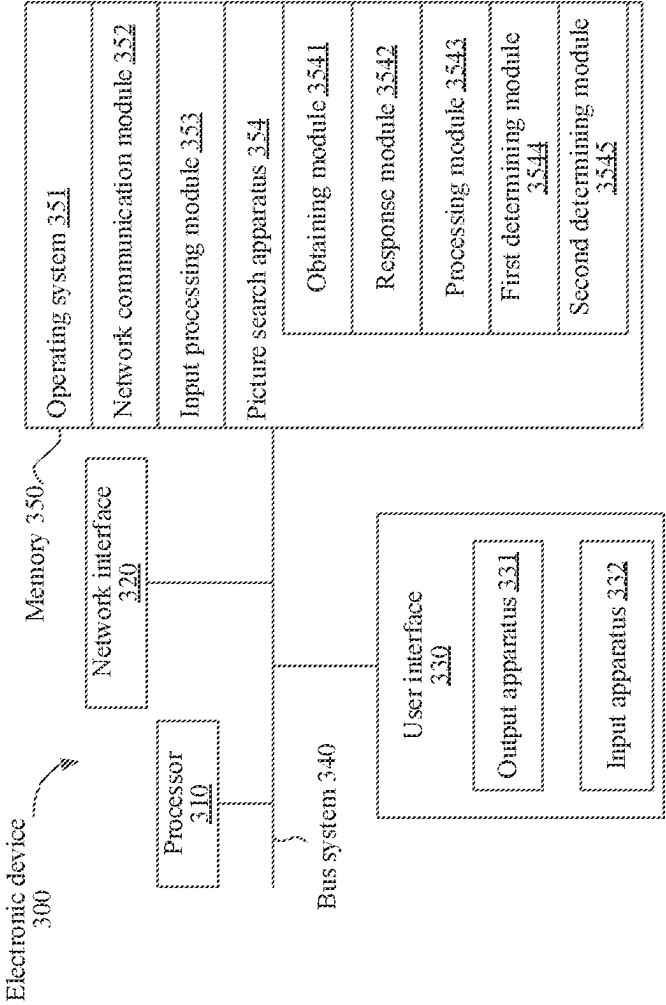 Electronic device
300
Processor
310
Network interface
320
Bus system 340
User interface
330
Output apparatus 331
Input apparatus 332
Memory 350
Operating system 351
Network communication module 352
Input processing module 353
Picture search apparatus 354
Obtaining module 3541
Response module 3542
Processing module 3543
First determining module
3544
Second determining module
3545